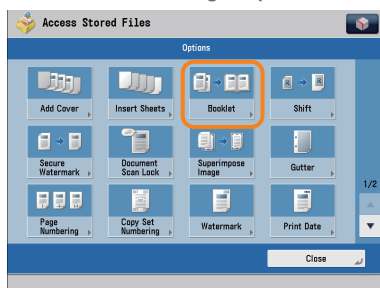 Access Stored Files
Options
Add Cover
Insert Sheets
Booklet
Shift
Secure
Watermark
Document
Scan Lock
Superimpose
Image
Gutter
1/2
Page
Numbering
Copy Set
Numbering
Watermark
Print Date
Close